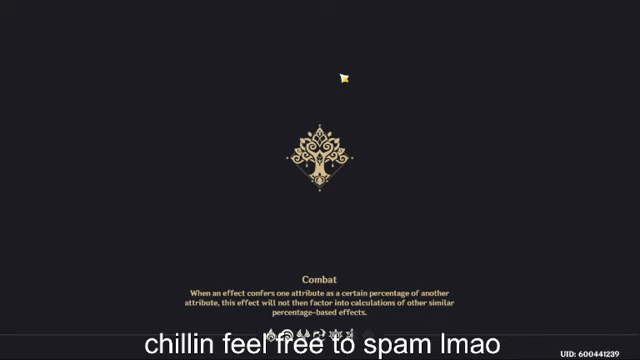 Combat
When an effect confers one attribute as a certain percentage of another
attribute, this effect will not then factor into calculations of other similar
percentage-based effects.
chillin feel free to spam lmao
UID: 600441239